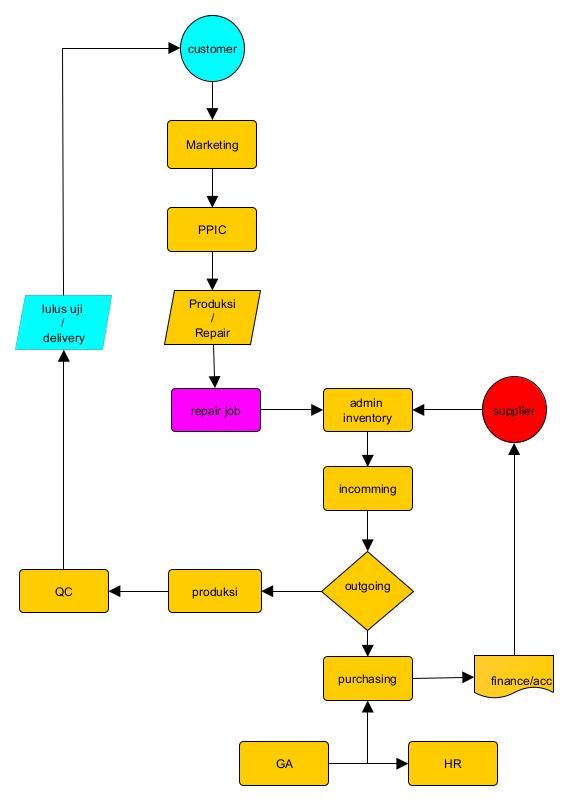 customer
Marketing
PPIC
Produksi
/
Repair
lulus uji
/
delivery
repair job
admin
inventory
supplier
incomming
outgoing
produksi
QC
purchasing
finance/acc
GA
HR